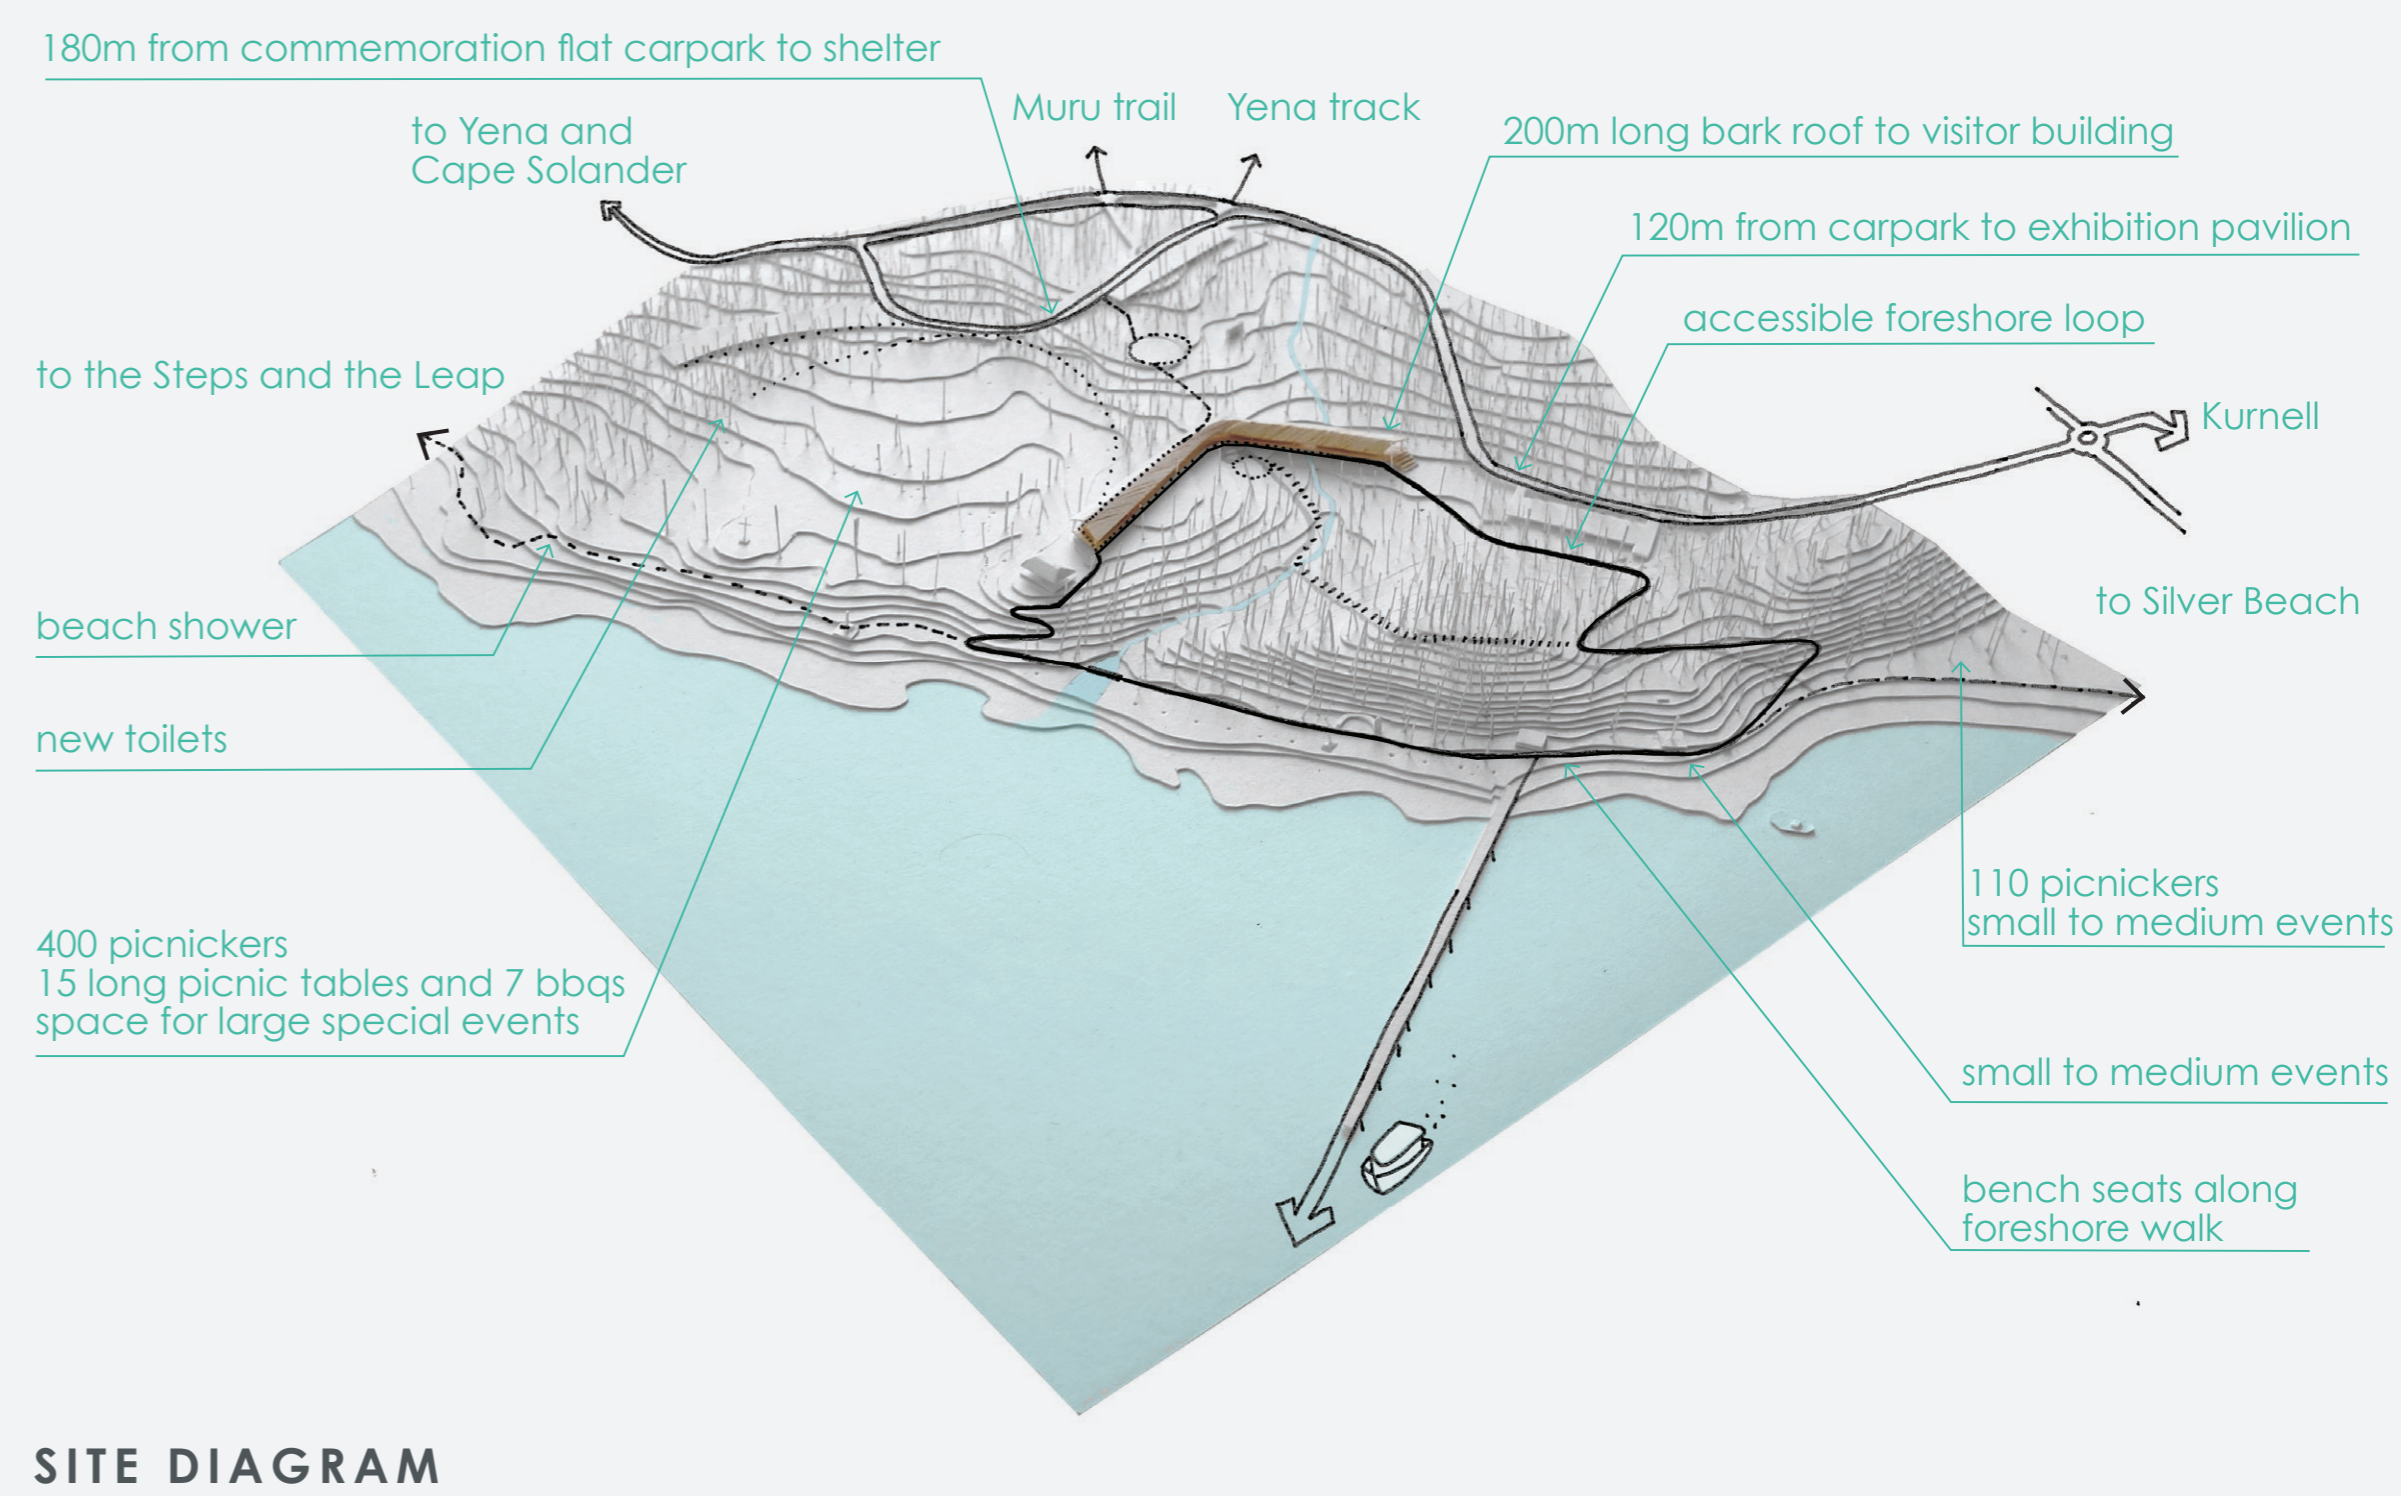 180m from commemoration flat carpark to shelter
Muru trail
Yena track
to Yena and
Cape Solander
200m long bark roof to visitor building
120m from carpark to exhibition pavilion
accessible foreshore loop
to the Steps and the Leap
Kurnell
to Silver Beach
beach shower
new toilets
110 picnickers
small to medium events
400 picnickers
15 long picnic tables and 7 bbqs
space for large special events
small to medium events
bench seats along
foreshore walk
SITE DIAGRAM